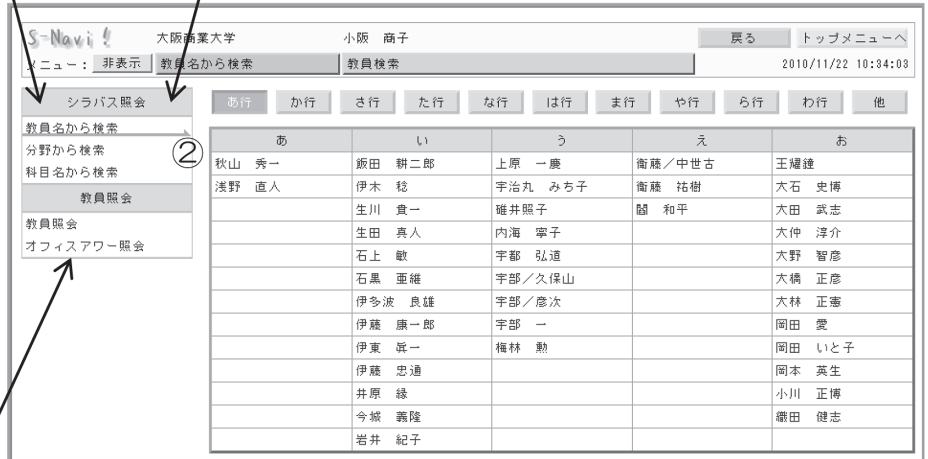 S-Navi! 大阪商業大学 小阪 商子 戻る トップメニューへ
メニュー: 非表示 教員名から検索 教員検索 2010/11/22 10:34:03
シラバス照会
教員名から検索
分野から検索
科目名から検索
教員照会
教員照会
オフィスアワー照会
②
あ行 か行 さ行 た行 な行 は行 ま行 や行 ら行 わ行 他
あ い う え お
秋山 秀一 飯田 耕二郎 上原 一慶 衛藤/中世古 王耀鐘
浅野 直人 伊木 稔 宇治丸 みち子 衛藤 祐樹 大石 史博
生川 貴一 碓井照子 閻 和平 大田 武志
生田 真人 内海 寧子 大仲 淳介
石上 敏 宇都 弘道 大野 智彦
石黒 亜維 宇部/久保山 大橋 正彦
伊多波 良雄 宇部/彦次 大林 正憲
伊藤 康一郎 宇部 一 岡田 愛
伊東 眞一 梅林 勲 岡田 いと子
伊藤 忠通 岡本 英生
井原 縁 小川 正博
今城 義隆 織田 健志
岩井 紀子